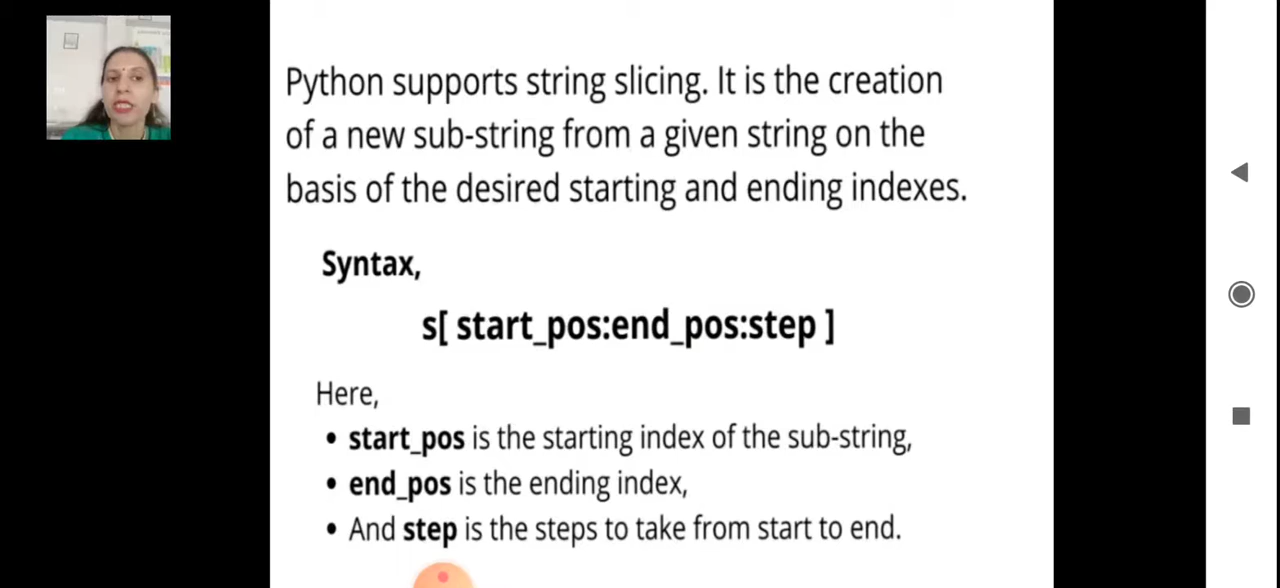 Python supports string slicing. It is the creation
of a new sub-string from a given string on the
basis of the desired starting and ending indexes.
Syntax,
s[ start_pos:end_pos:step ]
Here,
• start_pos is the starting index of the sub-string,
• end_pos is the ending index,
• And step is the steps to take from start to end.